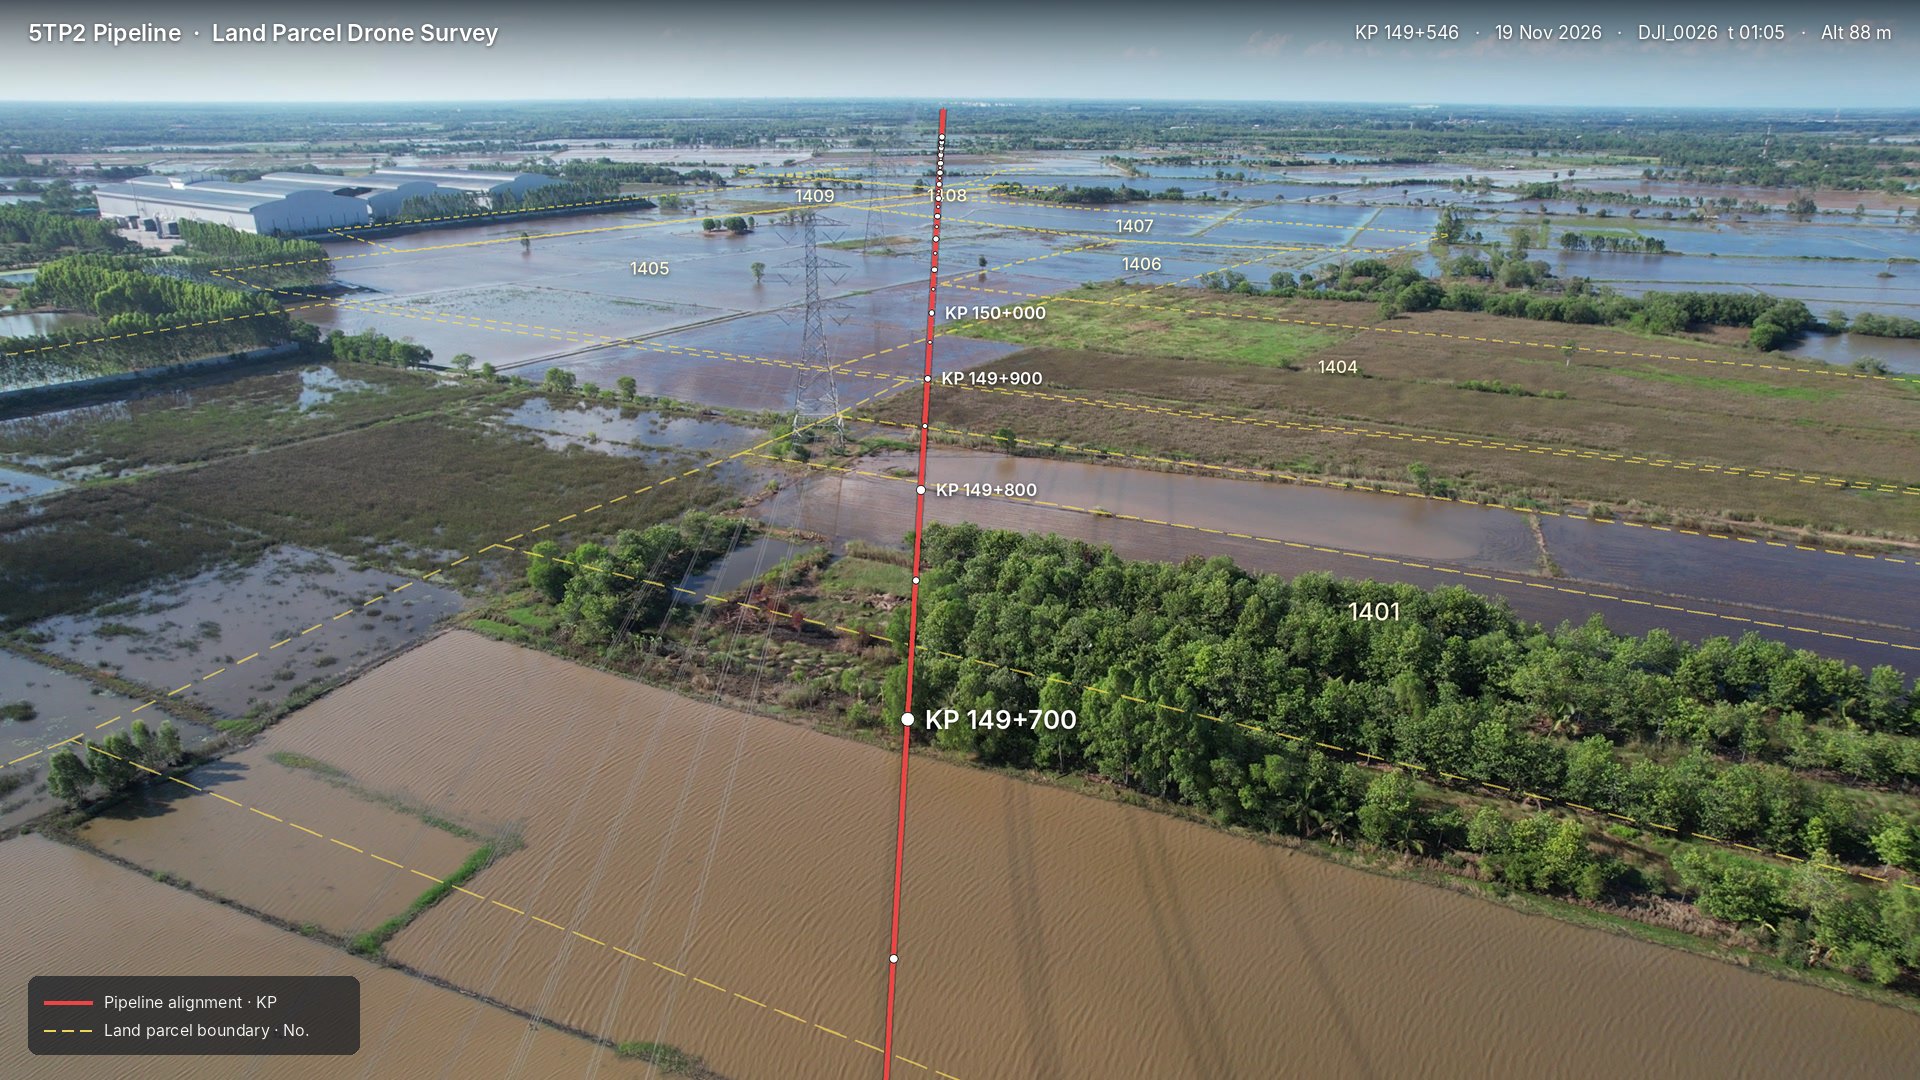 5TP2 Pipeline · Land Parcel Drone Survey
KP 149+546 · 19 Nov 2026 · DJI_0026 t 01:05 · Alt 88 m
1409
1408
1407
1406
1405
KP 150+000
1404
KP 149+900
KP 149+800
1401
KP 149+700
Pipeline alignment · KP
Land parcel boundary · No.